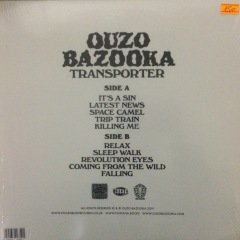 OUZO
BAZOOKA
TRANSPORTER
SIDE A
IT'S A SIN
LATEST NEWS
SPACE CAMEL
TRIP TRAIN
KILLING ME
SIDE B
RELAX
SLEEP WALK
REVOLUTION EYES
COMING FROM THE WILD
FALLING